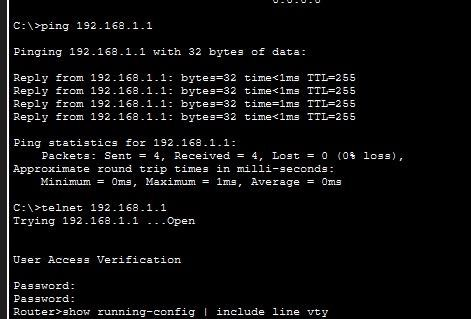 0.0.0.0
C:\>ping 192.168.1.1
Pinging 192.168.1.1 with 32 bytes of data:
Reply from 192.168.1.1: bytes=32 time<1ms TTL=255
Reply from 192.168.1.1: bytes=32 time<1ms TTL=255
Reply from 192.168.1.1: bytes=32 time=1ms TTL=255
Reply from 192.168.1.1: bytes=32 time<1ms TTL=255
Ping statistics for 192.168.1.1:
Packets: Sent = 4, Received = 4, Lost = 0 (0% loss),
Approximate round trip times in milli-seconds:
Minimum = 0ms, Maximum = 1ms, Average = 0ms
C:\>telnet 192.168.1.1
Trying 192.168.1.1 ...Open
User Access Verification
Password:
Password:
Router>show running-config | include line vty